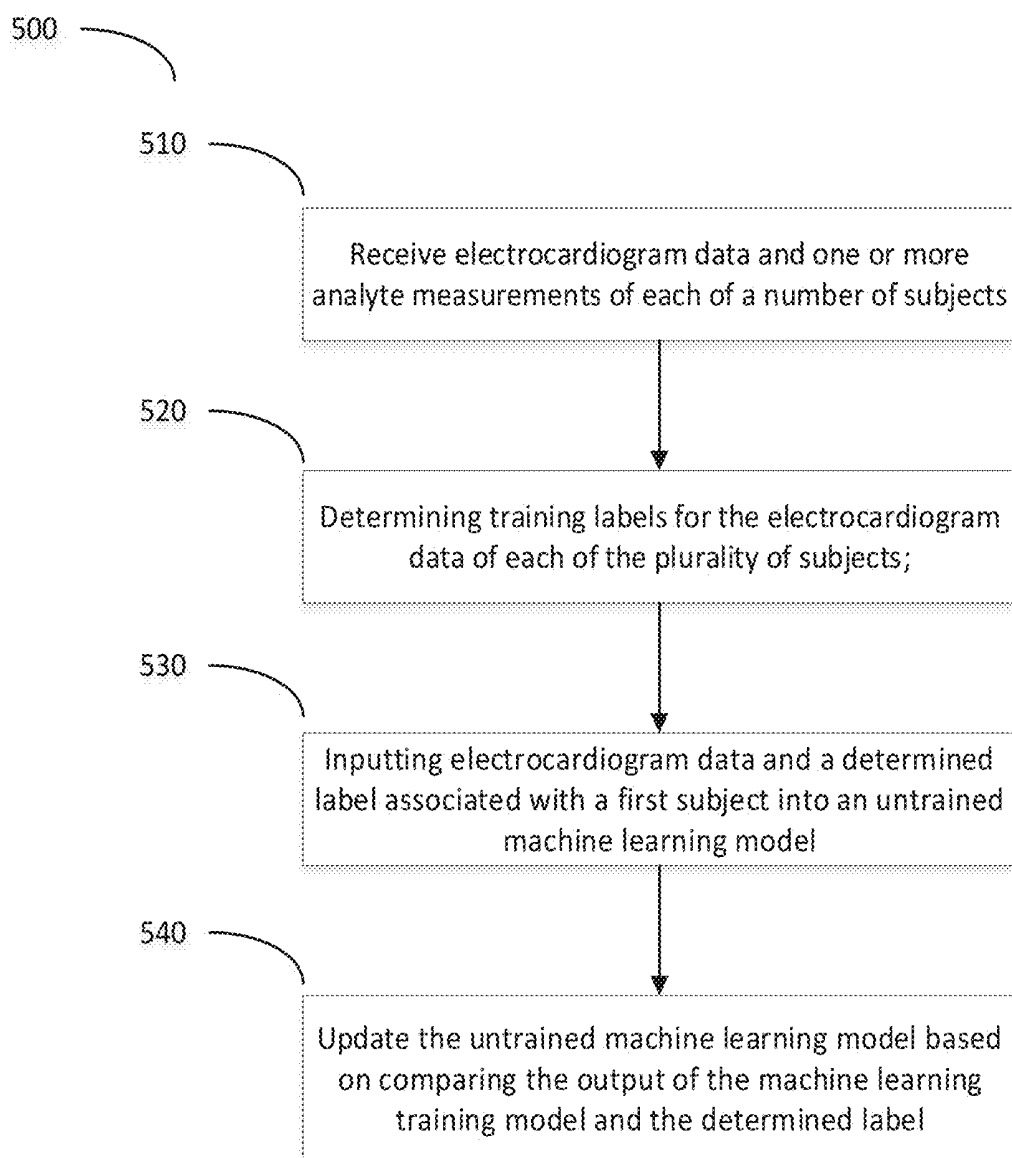 500
510
Receive electrocardiogram data and one or more
analyte measurements of each of a number of subjects
520
Determining training labels for the electrocardiogram
data of each of the plurality of subjects;
530
Inputting electrocardiogram data and a determined
label associated with a first subject into an untrained
machine learning model
540
Update the untrained machine learning model based
on comparing the output of the machine learning
training model and the determined label